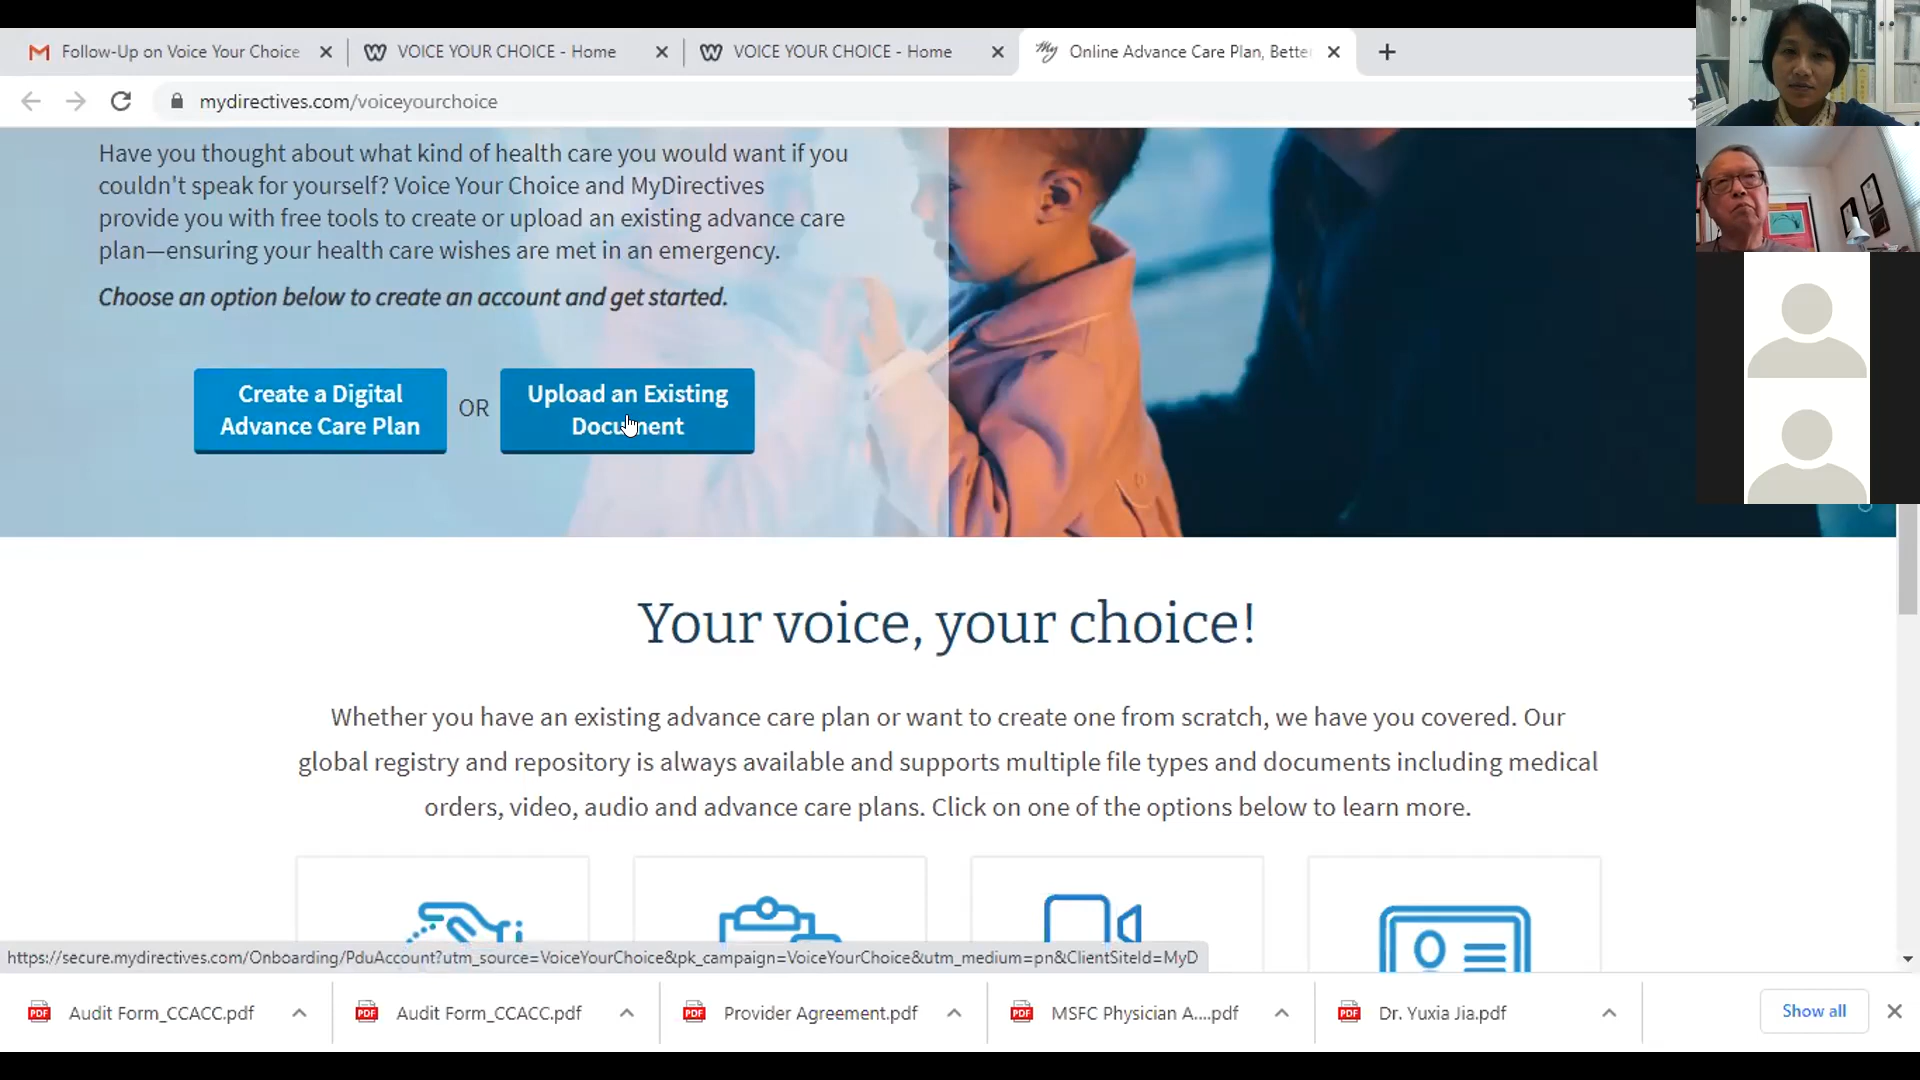 Follow-Up on Voice Your Choice
VOICE YOUR CHOICE - Home
VOICE YOUR CHOICE - Home
My
Online Advance Care Plan, Better
mydirectives.com/voiceyourchoice
Have you thought about what kind of health care you would want if you
couldn't speak for yourself? Voice Your Choice and MyDirectives
provide you with free tools to create or upload an existing advance care
plan—ensuring your health care wishes are met in an emergency.
Choose an option below to create an account and get started.
Create a Digital
Advance Care Plan
OR
Upload an Existing
Document
Your voice, your choice!
Whether you have an existing advance care plan or want to create one from scratch, we have you covered. Our
global registry and repository is always available and supports multiple file types and documents including medical
orders, video, audio and advance care plans. Click on one of the options below to learn more.
https://secure.mydirectives.com/Onboarding/PduAccount?utm_source=VoiceYourChoice&pk_campaign=VoiceYourChoice&utm_medium=pn&ClientSiteId=MyD
PDF Audit Form_CCACC.pdf
PDF Audit Form_CCACC.pdf
PDF Provider Agreement.pdf
PDF MSFC Physician A....pdf
PDF Dr. Yuxia Jia.pdf
Show all